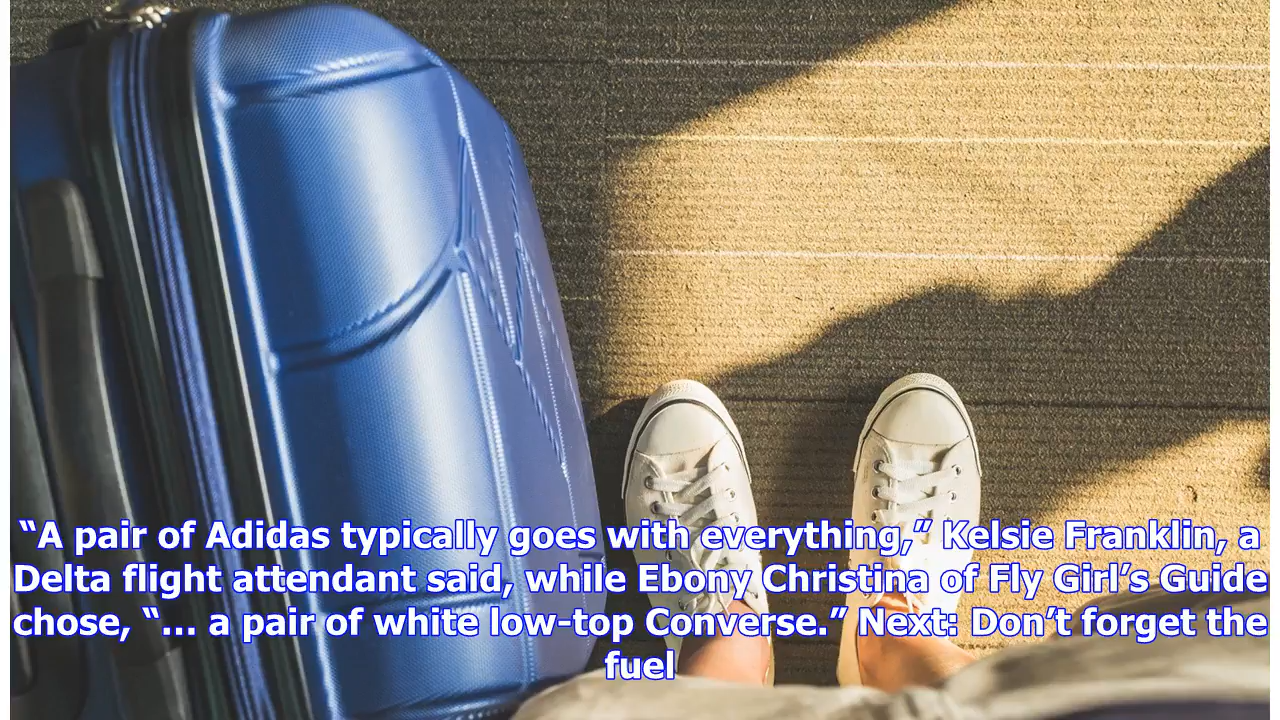 “A pair of Adidas typically goes with everything,” Kelsie Franklin, a
Delta flight attendant said, while Ebony Christina of Fly Girl’s Guide
chose, “… a pair of white low-top Converse.” Next: Don’t forget the
fuel